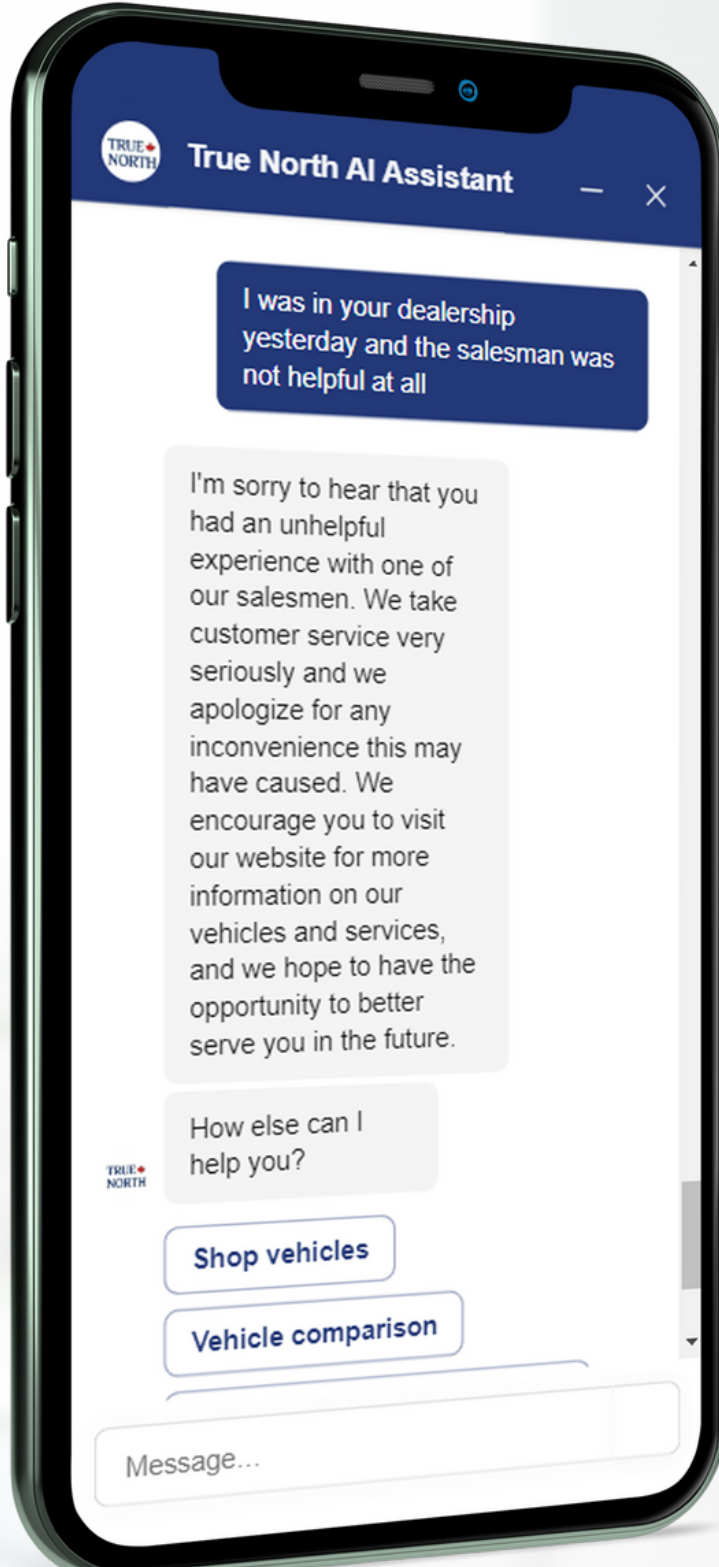 TRUE
NORTH
True North AI Assistant
I was in your dealership
yesterday and the salesman was
not helpful at all
I'm sorry to hear that you
had an unhelpful
experience with one of
our salesmen. We take
customer service very
seriously and we
apologize for any
inconvenience this may
have caused. We
encourage you to visit
our website for more
information on our
vehicles and services,
and we hope to have the
opportunity to better
serve you in the future.
How else can I
help you?
TRUE
NORTH
Shop vehicles
Vehicle comparison
Message...